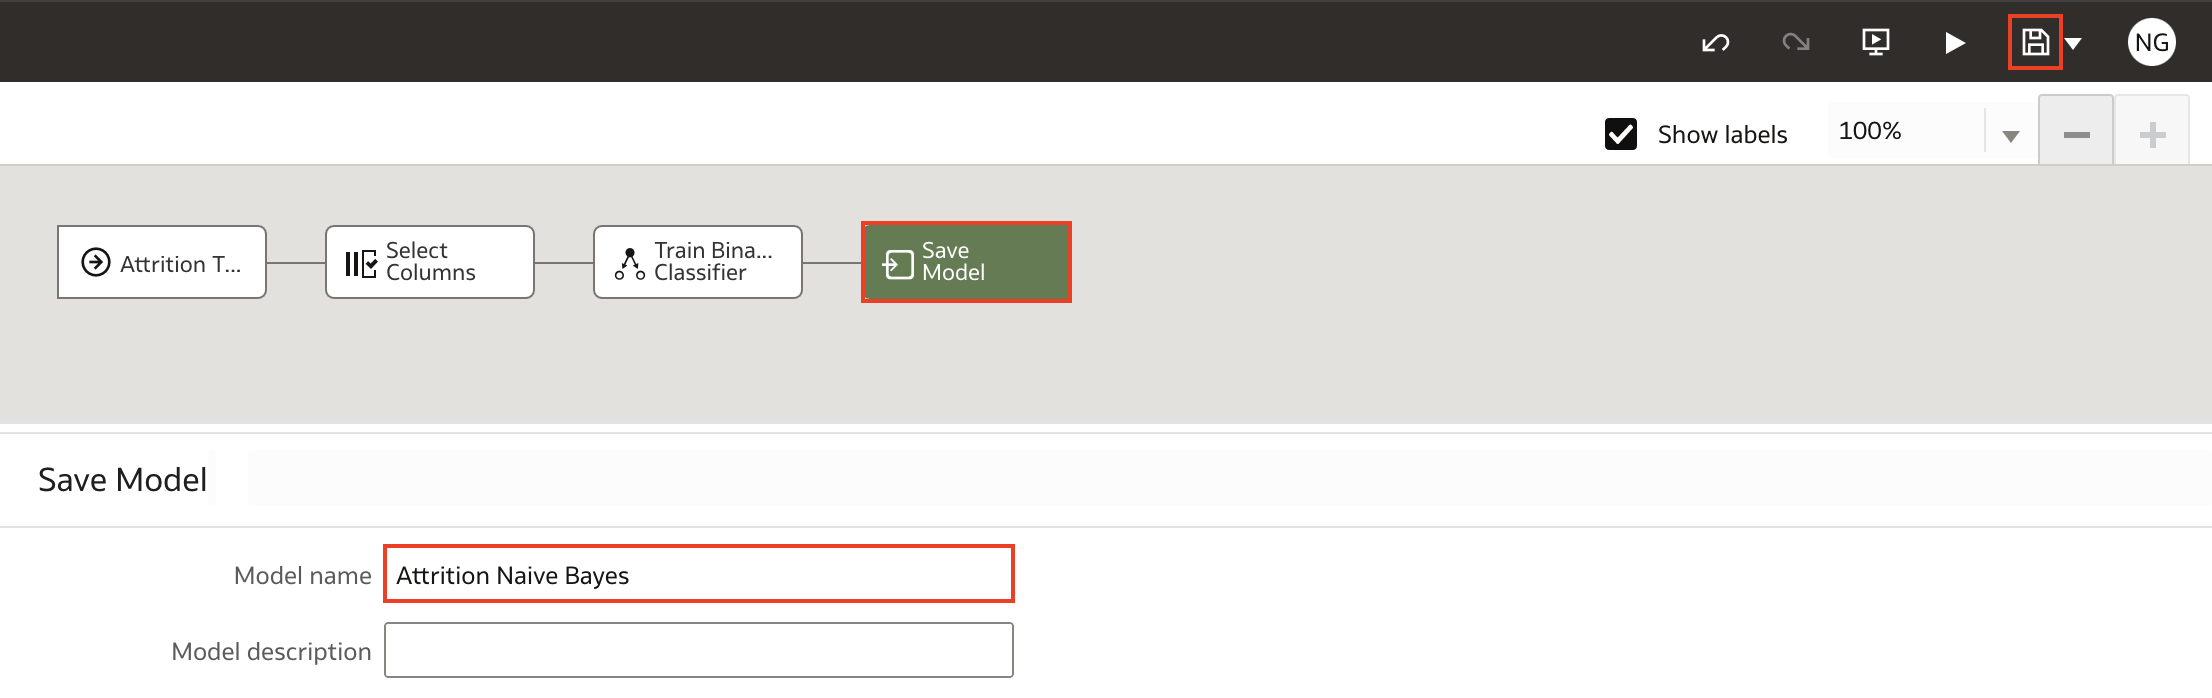 NG
Show labels
100%
Attrition T...
Select
Columns
Train Bina...
Classifier
Save
Model
Save Model
Model name
Attrition Naive Bayes
Model description